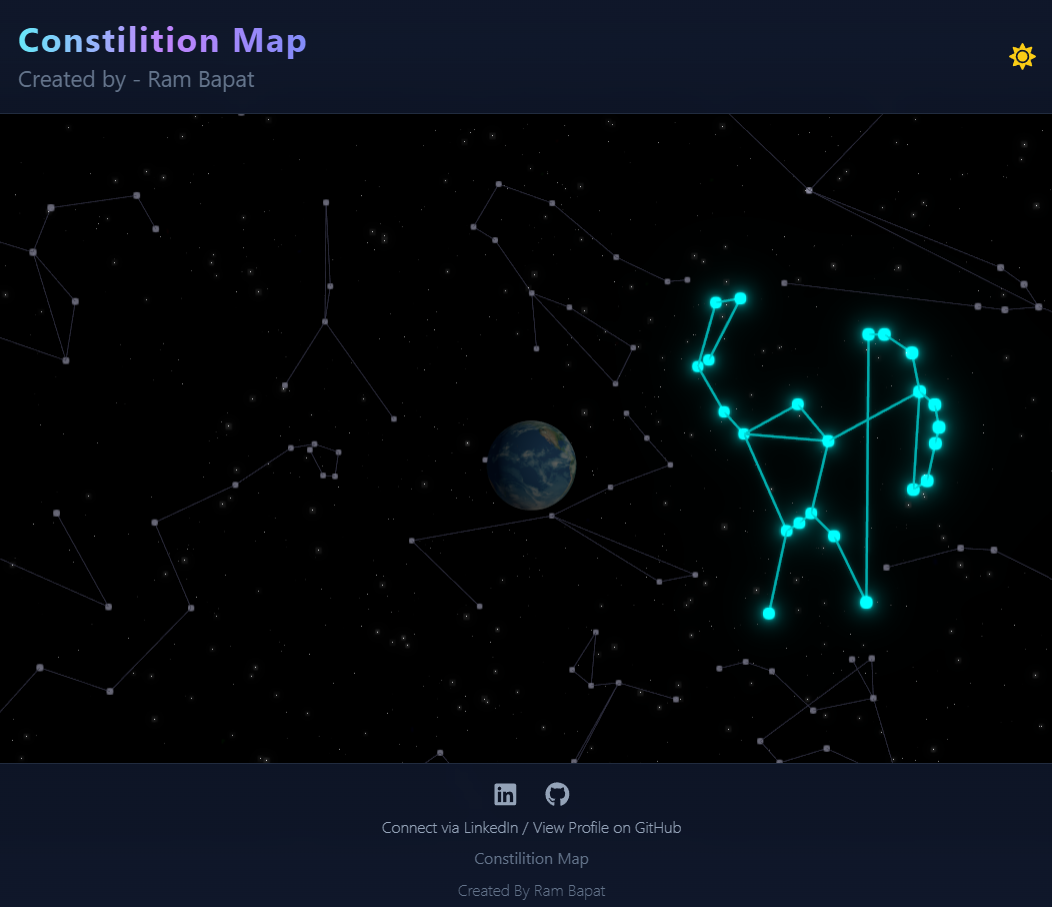 Constilition Map
Created by - Ram Bapat
Connect via LinkedIn / View Profile on GitHub
Constilition Map
Created By Ram Bapat